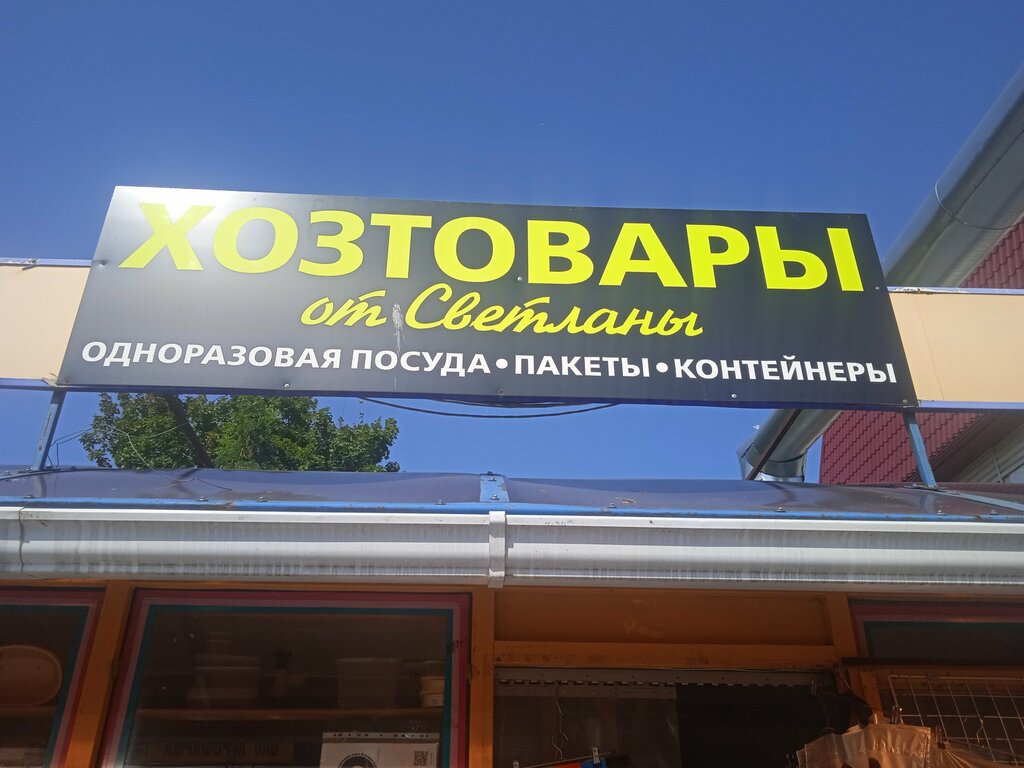 ХОЗТОВАРЫ
от Светланы
ОДНОРАЗОВАЯ ПОСУДА•ПАКЕТЫ•КОНТЕЙНЕРЫ